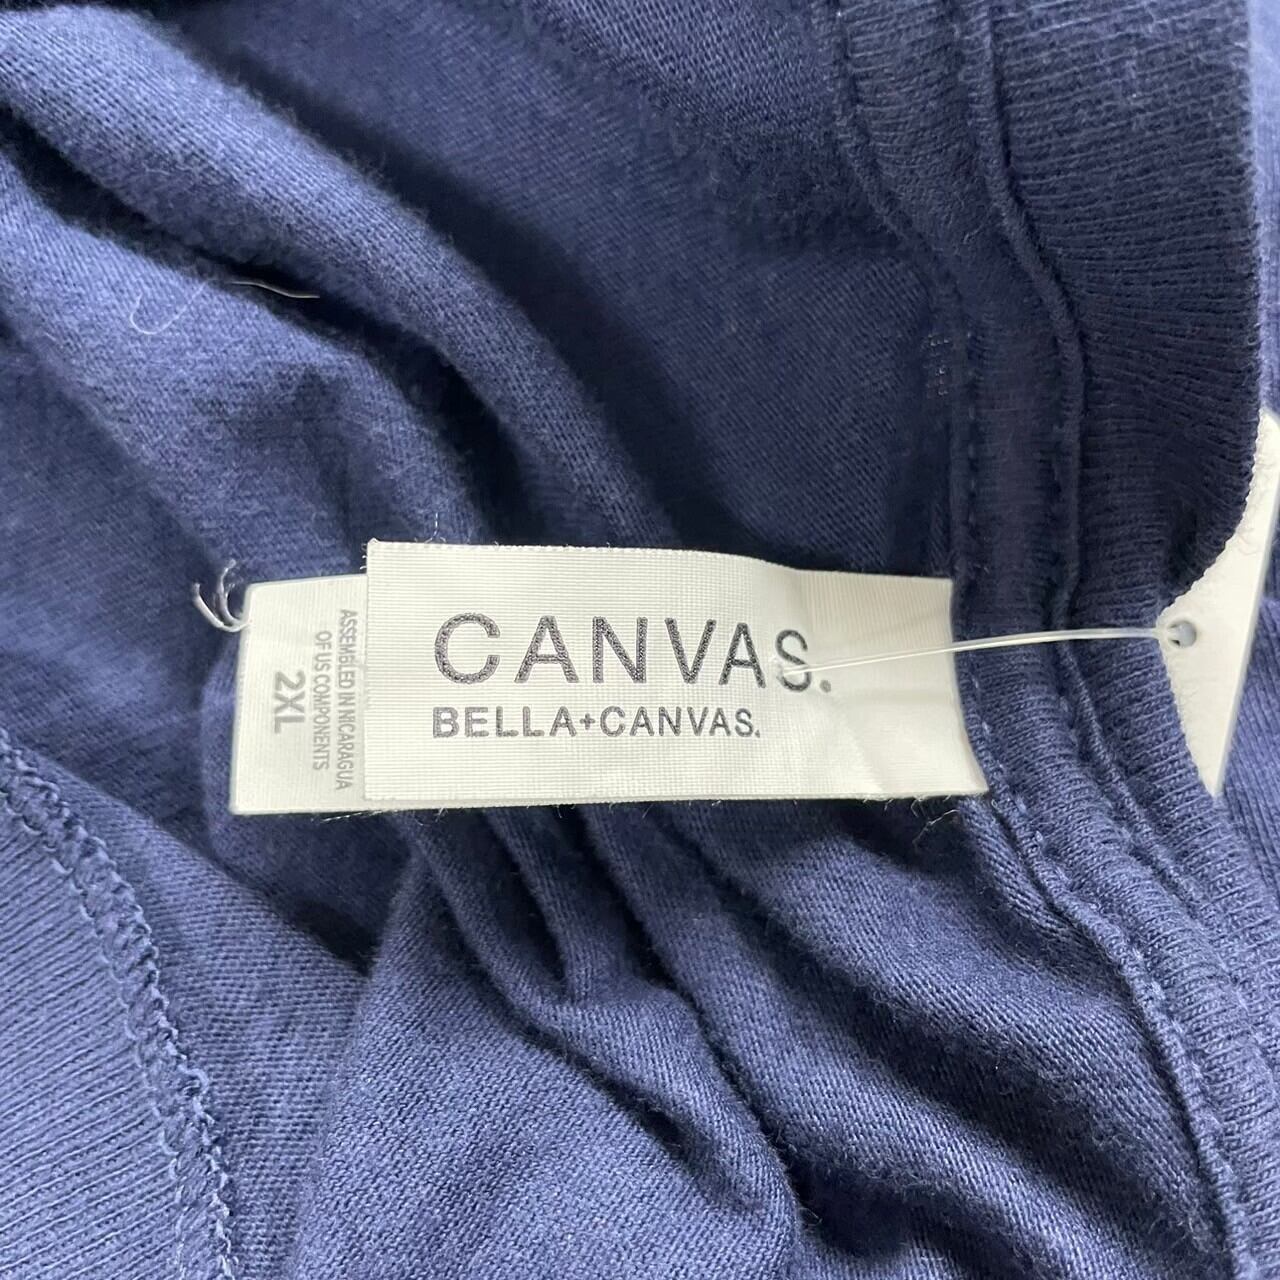 CANVAS.
BELLA+CANVAS.
ASSEMBLED IN NICARAGUA
OF US COMPONENTS
2XL